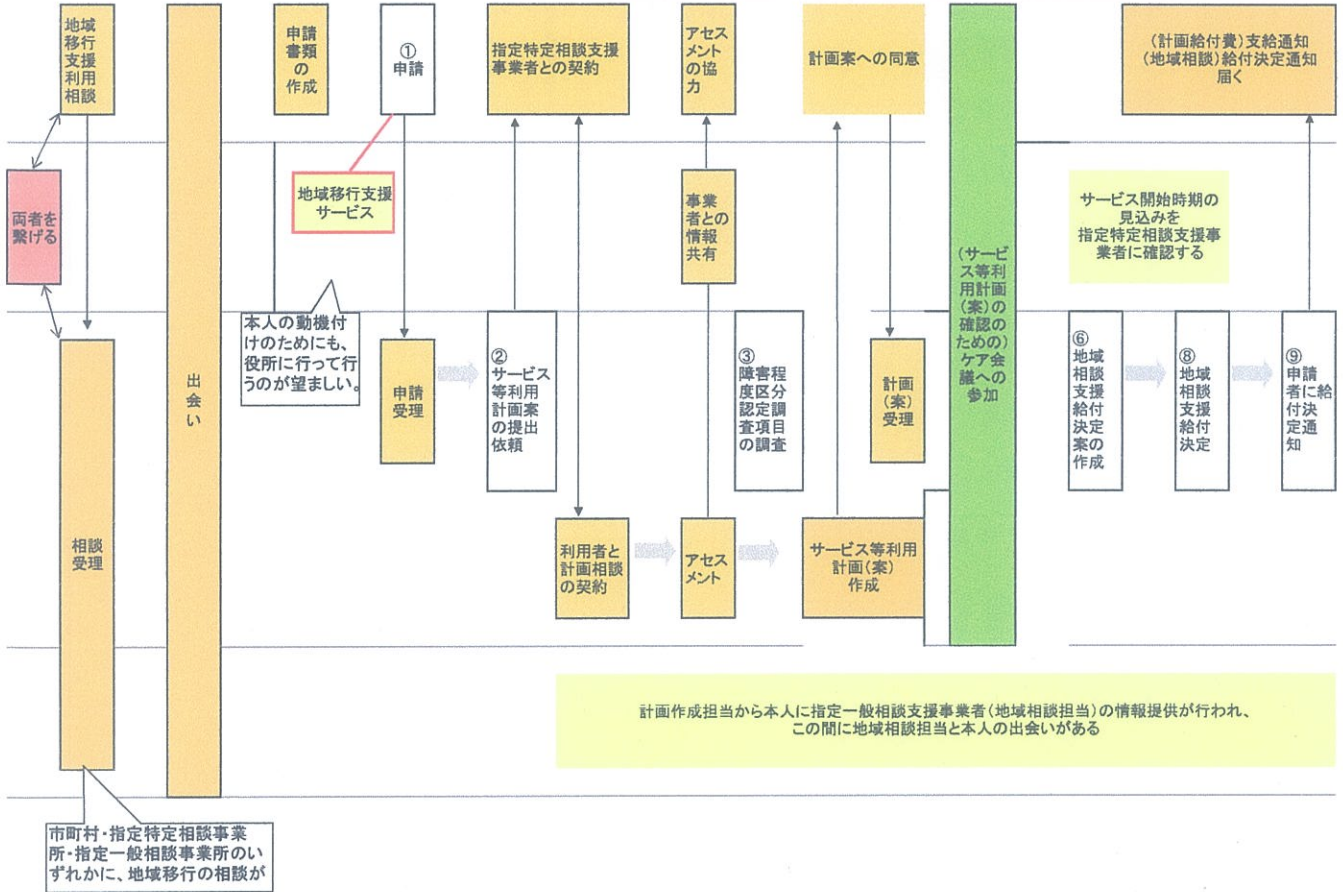 地域
移行
支援
利用
相談
申請
書類
の
作成
①
申請
指定特定相談支援
事業者との契約
アセス
メント
の協
力
計画案への同意
(計画給付費)支給通知
(地域相談)給付決定通知
届く
両者を
繋げる
地域移行支援
サービス
事業
者との
情報
共有
サービス開始時期の
見込みを
指定特定相談支援事
業者に確認する
出
会
い
本人の動機付
けのためにも、
役所に行って行
うのが望ましい。
申請
受理
②
サービス
等利用
計画案
の提出
依頼
③
障害程
度区分
認定調
査項目
の調査
計画
(案)
受理
(サービ
ス等利
用計画
(案)の
確認の
ための)
ケア会
議への
参加
⑥
地域
相談
支援
給付
決定
案の
作成
⑧
地域
相談
支援
給付
決定
⑨
申請
者に給
付決
定通
知
相談
受理
利用者と
計画相談
の契約
アセス
メント
サービス等利用
計画(案)
作成
計画作成担当から本人に指定一般相談支援事業者(地域相談担当)の情報提供が行われ、
この間に地域相談担当と本人の出会いがある
市町村・指定特定相談事業
所・指定一般相談事業所のい
ずれかに、地域移行の相談が